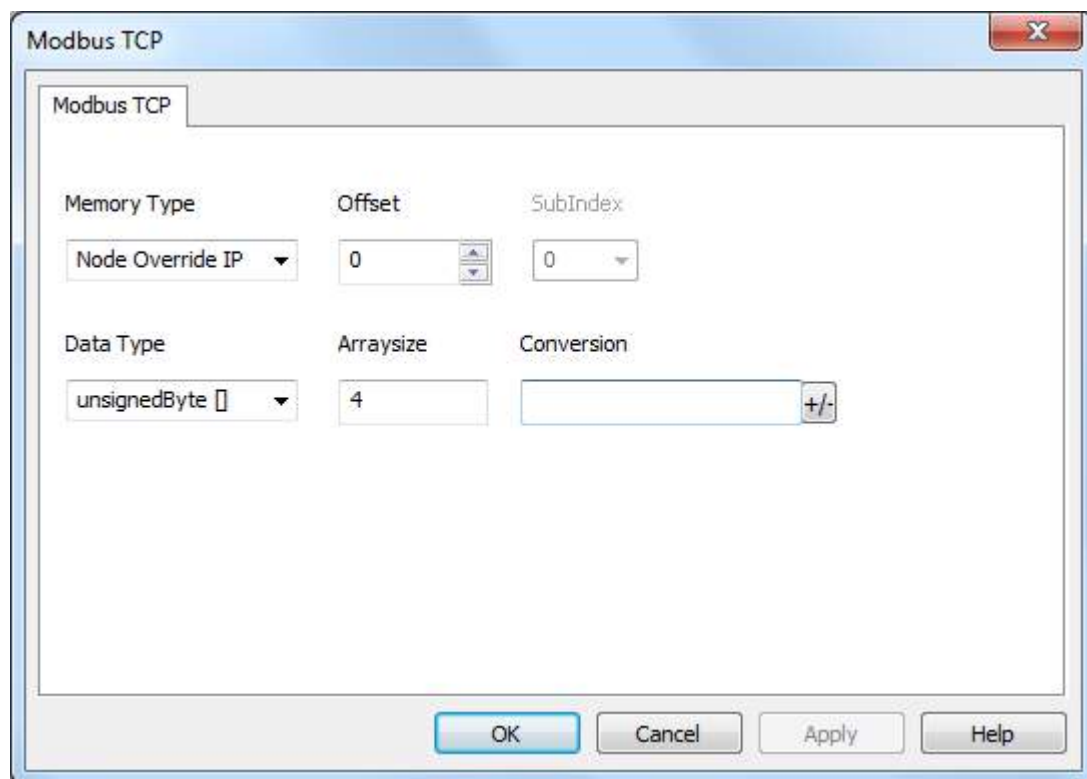 Modbus TCP
Modbus TCP
Memory Type Offset SubIndex
Node Override IP 0 0
Data Type Arraysize Conversion
unsignedByte [] 4 +/-
OK Cancel Apply Help